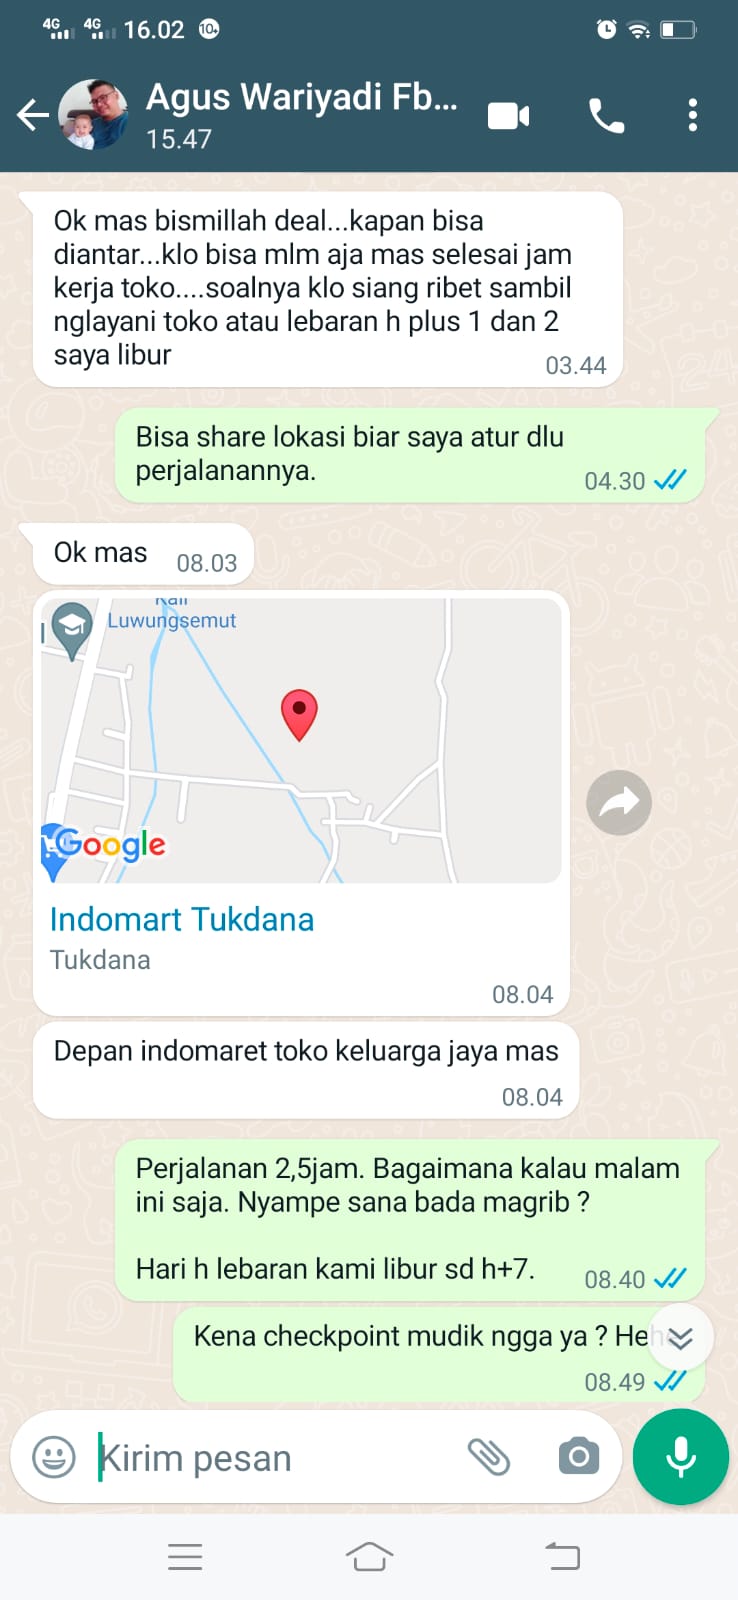 4G 4G 16.02 10+
Agus Wariyadi Fb...
15.47
Ok mas bismillah deal...kapan bisa
diantar...klo bisa mlm aja mas selesai jam
kerja toko....soalnya klo siang ribet sambil
nglayani toko atau lebaran h plus 1 dan 2
saya libur
03.44
Bisa share lokasi biar saya atur dlu
perjalanannya.
04.30
Ok mas
08.03
Kali
Luwungsemut
Google
Indomart Tukdana
Tukdana
08.04
Depan indomaret toko keluarga jaya mas
08.04
Perjalanan 2,5jam. Bagaimana kalau malam
ini saja. Nyampe sana bada magrib ?
Hari h lebaran kami libur sd h+7.
08.40
Kena checkpoint mudik ngga ya ?
08.49
Kirim pesan